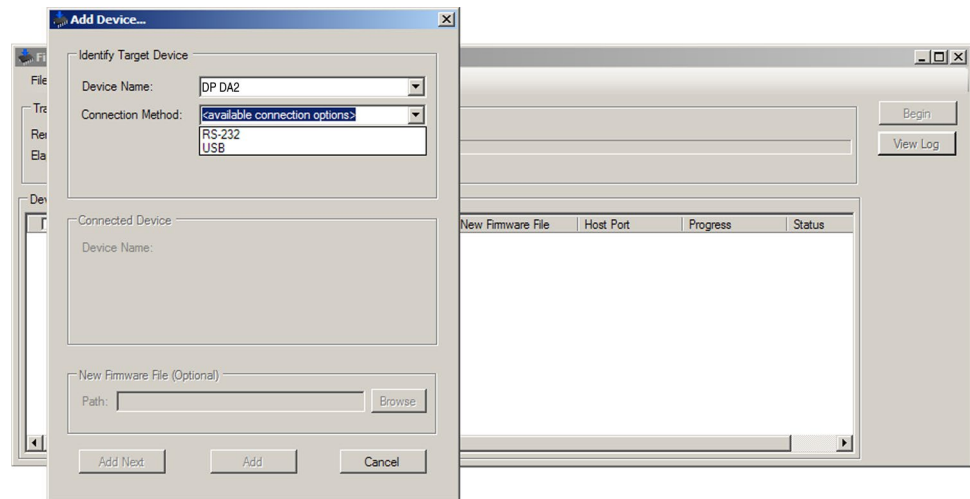 Add Device...
Identify Target Device
Device Name: DP DA2
Connection Method: <available connection options>
RS-232
USB
Connected Device
Device Name:
New Firmware File (Optional)
Path: Browse
Add Next Add Cancel
File
Begin
View Log
New Firmware File Host Port Progress Status